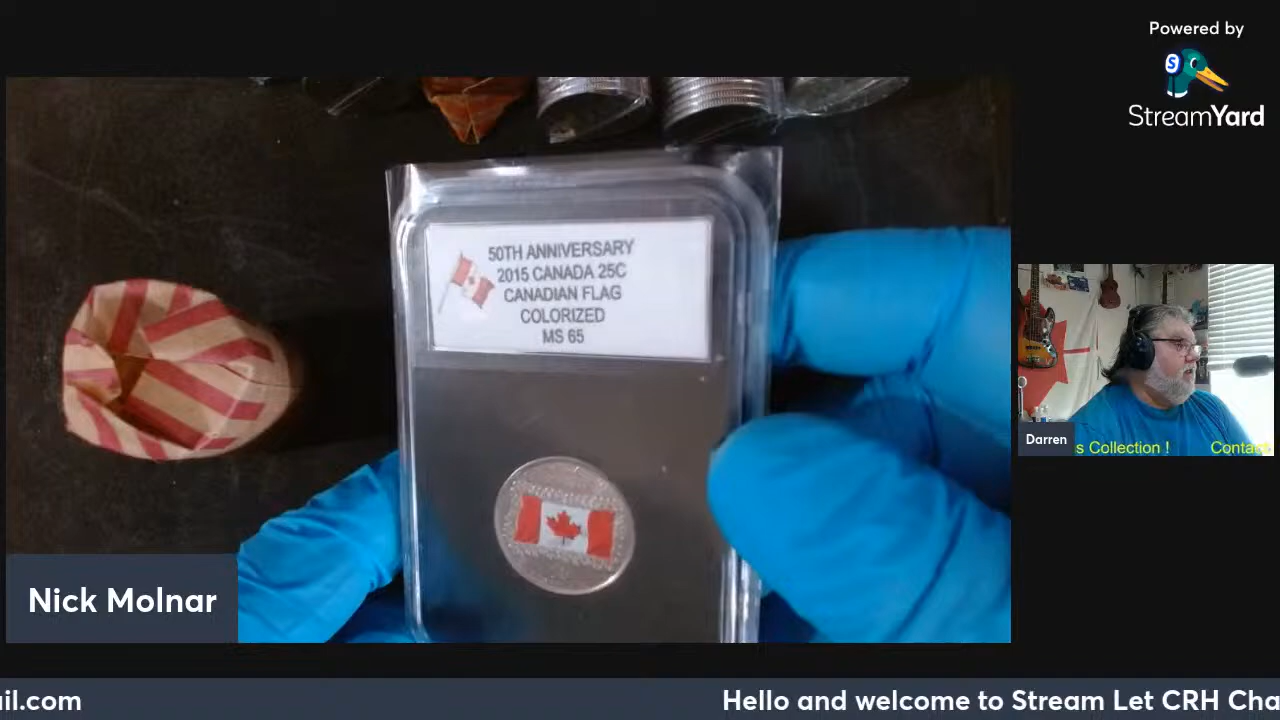 Powered by
S
StreamYard
50TH ANNIVERSARY
2015 CANADA 25C
CANADIAN FLAG
COLORIZED
MS 65
Darren
s Collection ! Contac
Nick Molnar
il.com Hello and welcome to Stream Let CRH Cha